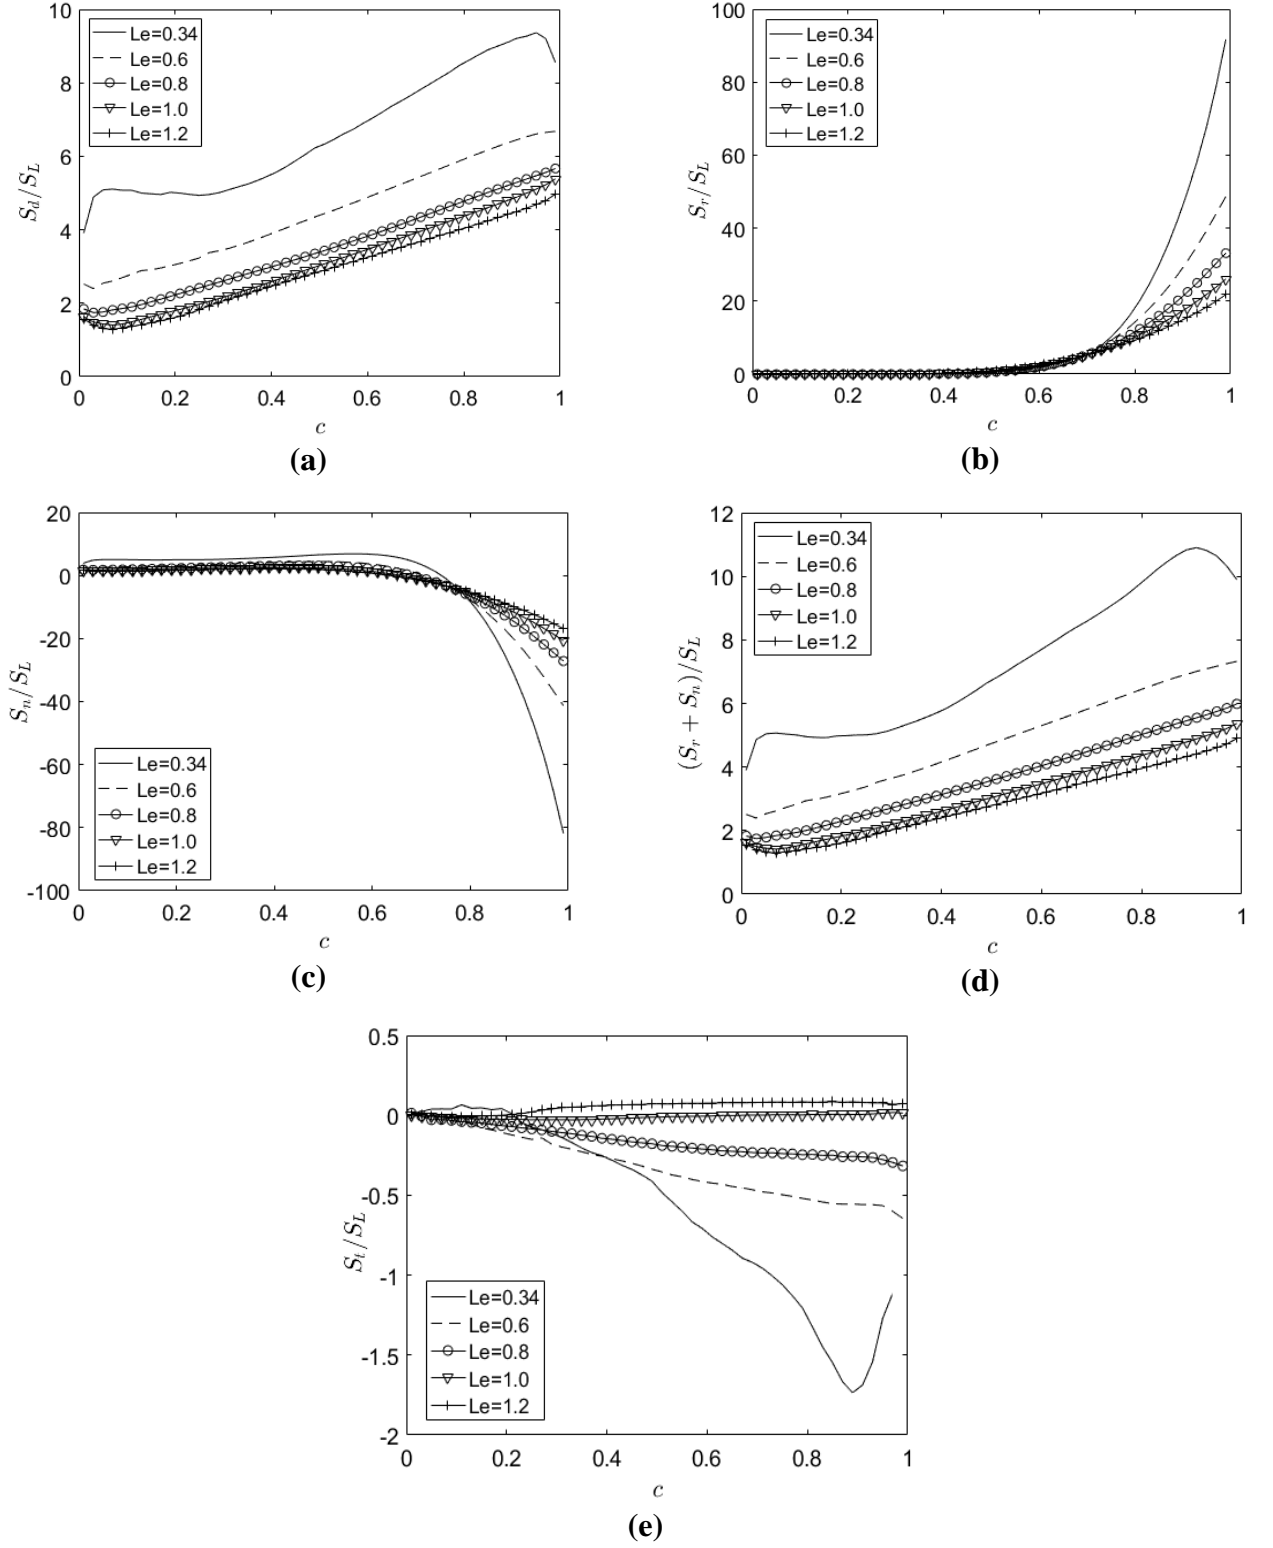 10
8
6
4
2
0
S_d/S_L
Le=0.34
Le=0.6
Le=0.8
Le=1.0
Le=1.2
0 0.2 0.4 0.6 0.8 1
c
(a)
100
80
60
40
20
0
S_r/S_L
Le=0.34
Le=0.6
Le=0.8
Le=1.0
Le=1.2
0 0.2 0.4 0.6 0.8 1
c
(b)
20
0
-20
-40
-60
-80
-100
S_n/S_L
Le=0.34
Le=0.6
Le=0.8
Le=1.0
Le=1.2
0 0.2 0.4 0.6 0.8 1
c
(c)
12
10
8
6
4
2
0
(S_r + S_n)/S_L
Le=0.34
Le=0.6
Le=0.8
Le=1.0
Le=1.2
0 0.2 0.4 0.6 0.8 1
c
(d)
0.5
0
-0.5
-1
-1.5
-2
S_t/S_L
Le=0.34
Le=0.6
Le=0.8
Le=1.0
Le=1.2
0 0.2 0.4 0.6 0.8 1
c
(e)